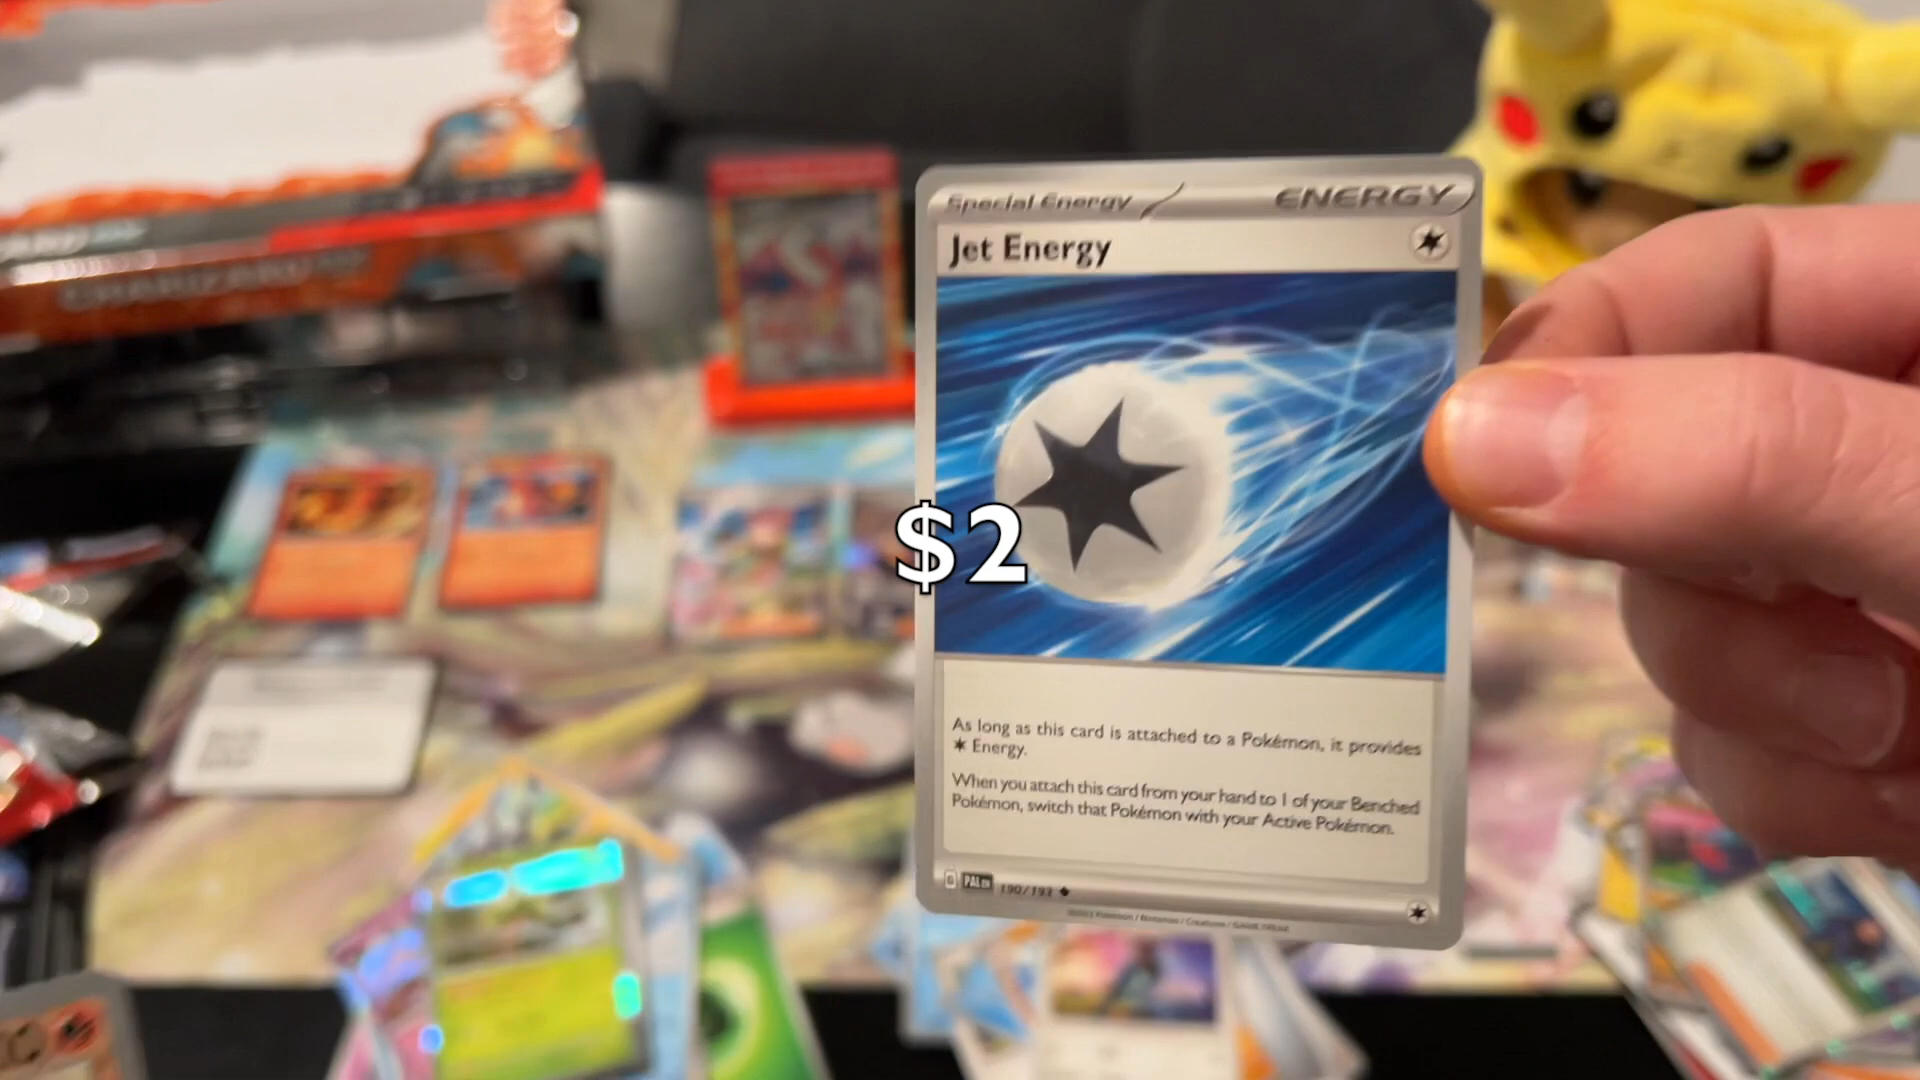 CHARIZARD
Special Energy
ENERGY
Jet Energy
$2
As long as this card is attached to a Pokémon, it provides
✶ Energy.
When you attach this card from your hand to 1 of your Benched
Pokémon, switch that Pokémon with your Active Pokémon.
G PAL EN 190/193 ◆